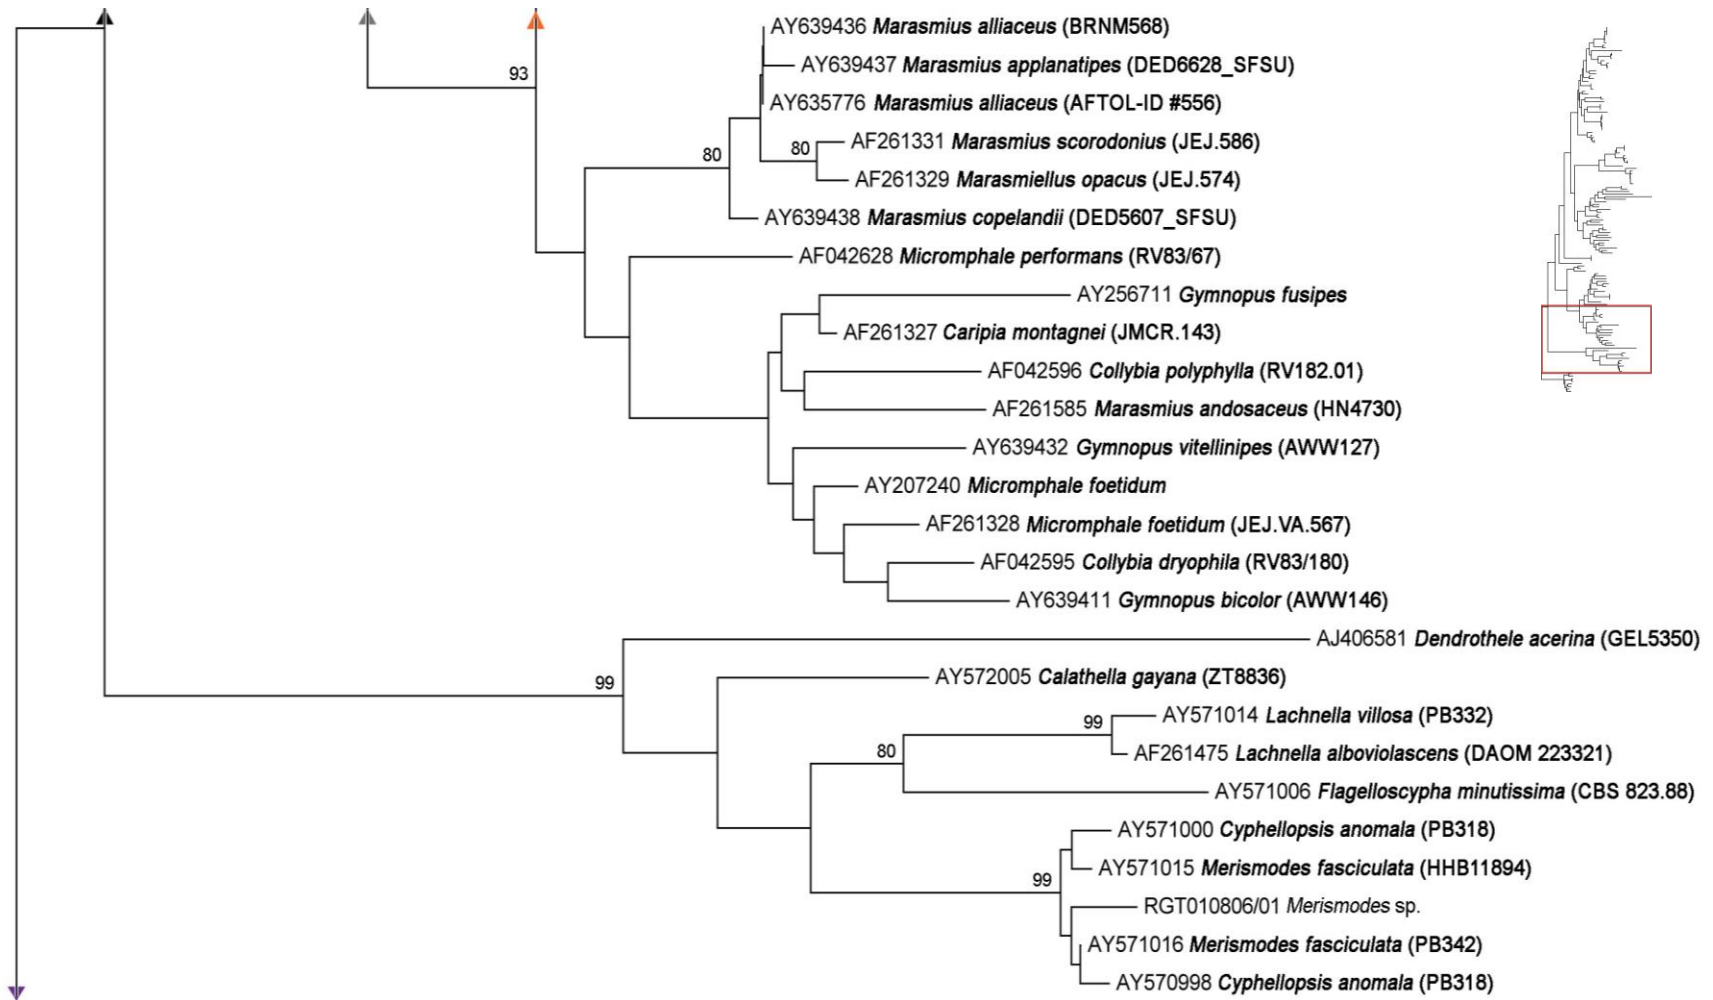 AY639436 Marasmius alliaceus (BRNM568)
93
AY639437 Marasmius applanatipes (DED6628_SFSU)
AY635776 Marasmius alliaceus (AFTOL-ID #556)
AF261331 Marasmius scorodonius (JEJ.586)
80
80
AF261329 Marasmiellus opacus (JEJ.574)
AY639438 Marasmius copelandii (DED5607_SFSU)
AF042628 Micromphale performans (RV83/67)
AY256711 Gymnopus fusipes
AF261327 Caripia montagnei (JMCR.143)
AF042596 Collybia polyphylla (RV182.01)
AF261585 Marasmius andosaceus (HN4730)
AY639432 Gymnopus vitellinipes (AWW127)
AY207240 Micromphale foetidum
AF261328 Micromphale foetidum (JEJ.VA.567)
AF042595 Collybia dryophila (RV83/180)
AY639411 Gymnopus bicolor (AWW146)
AJ406581 Dendrothele acerina (GEL5350)
99
AY572005 Calathella gayana (ZT8836)
99
AY571014 Lachnella villosa (PB332)
80
AF261475 Lachnella alboviolascens (DAOM 223321)
AY571006 Flagelloscypha minutissima (CBS 823.88)
AY571000 Cyphellopsis anomala (PB318)
AY571015 Merismodes fasciculata (HHB11894)
99
RGT010806/01 Merismodes sp.
AY571016 Merismodes fasciculata (PB342)
AY570998 Cyphellopsis anomala (PB318)